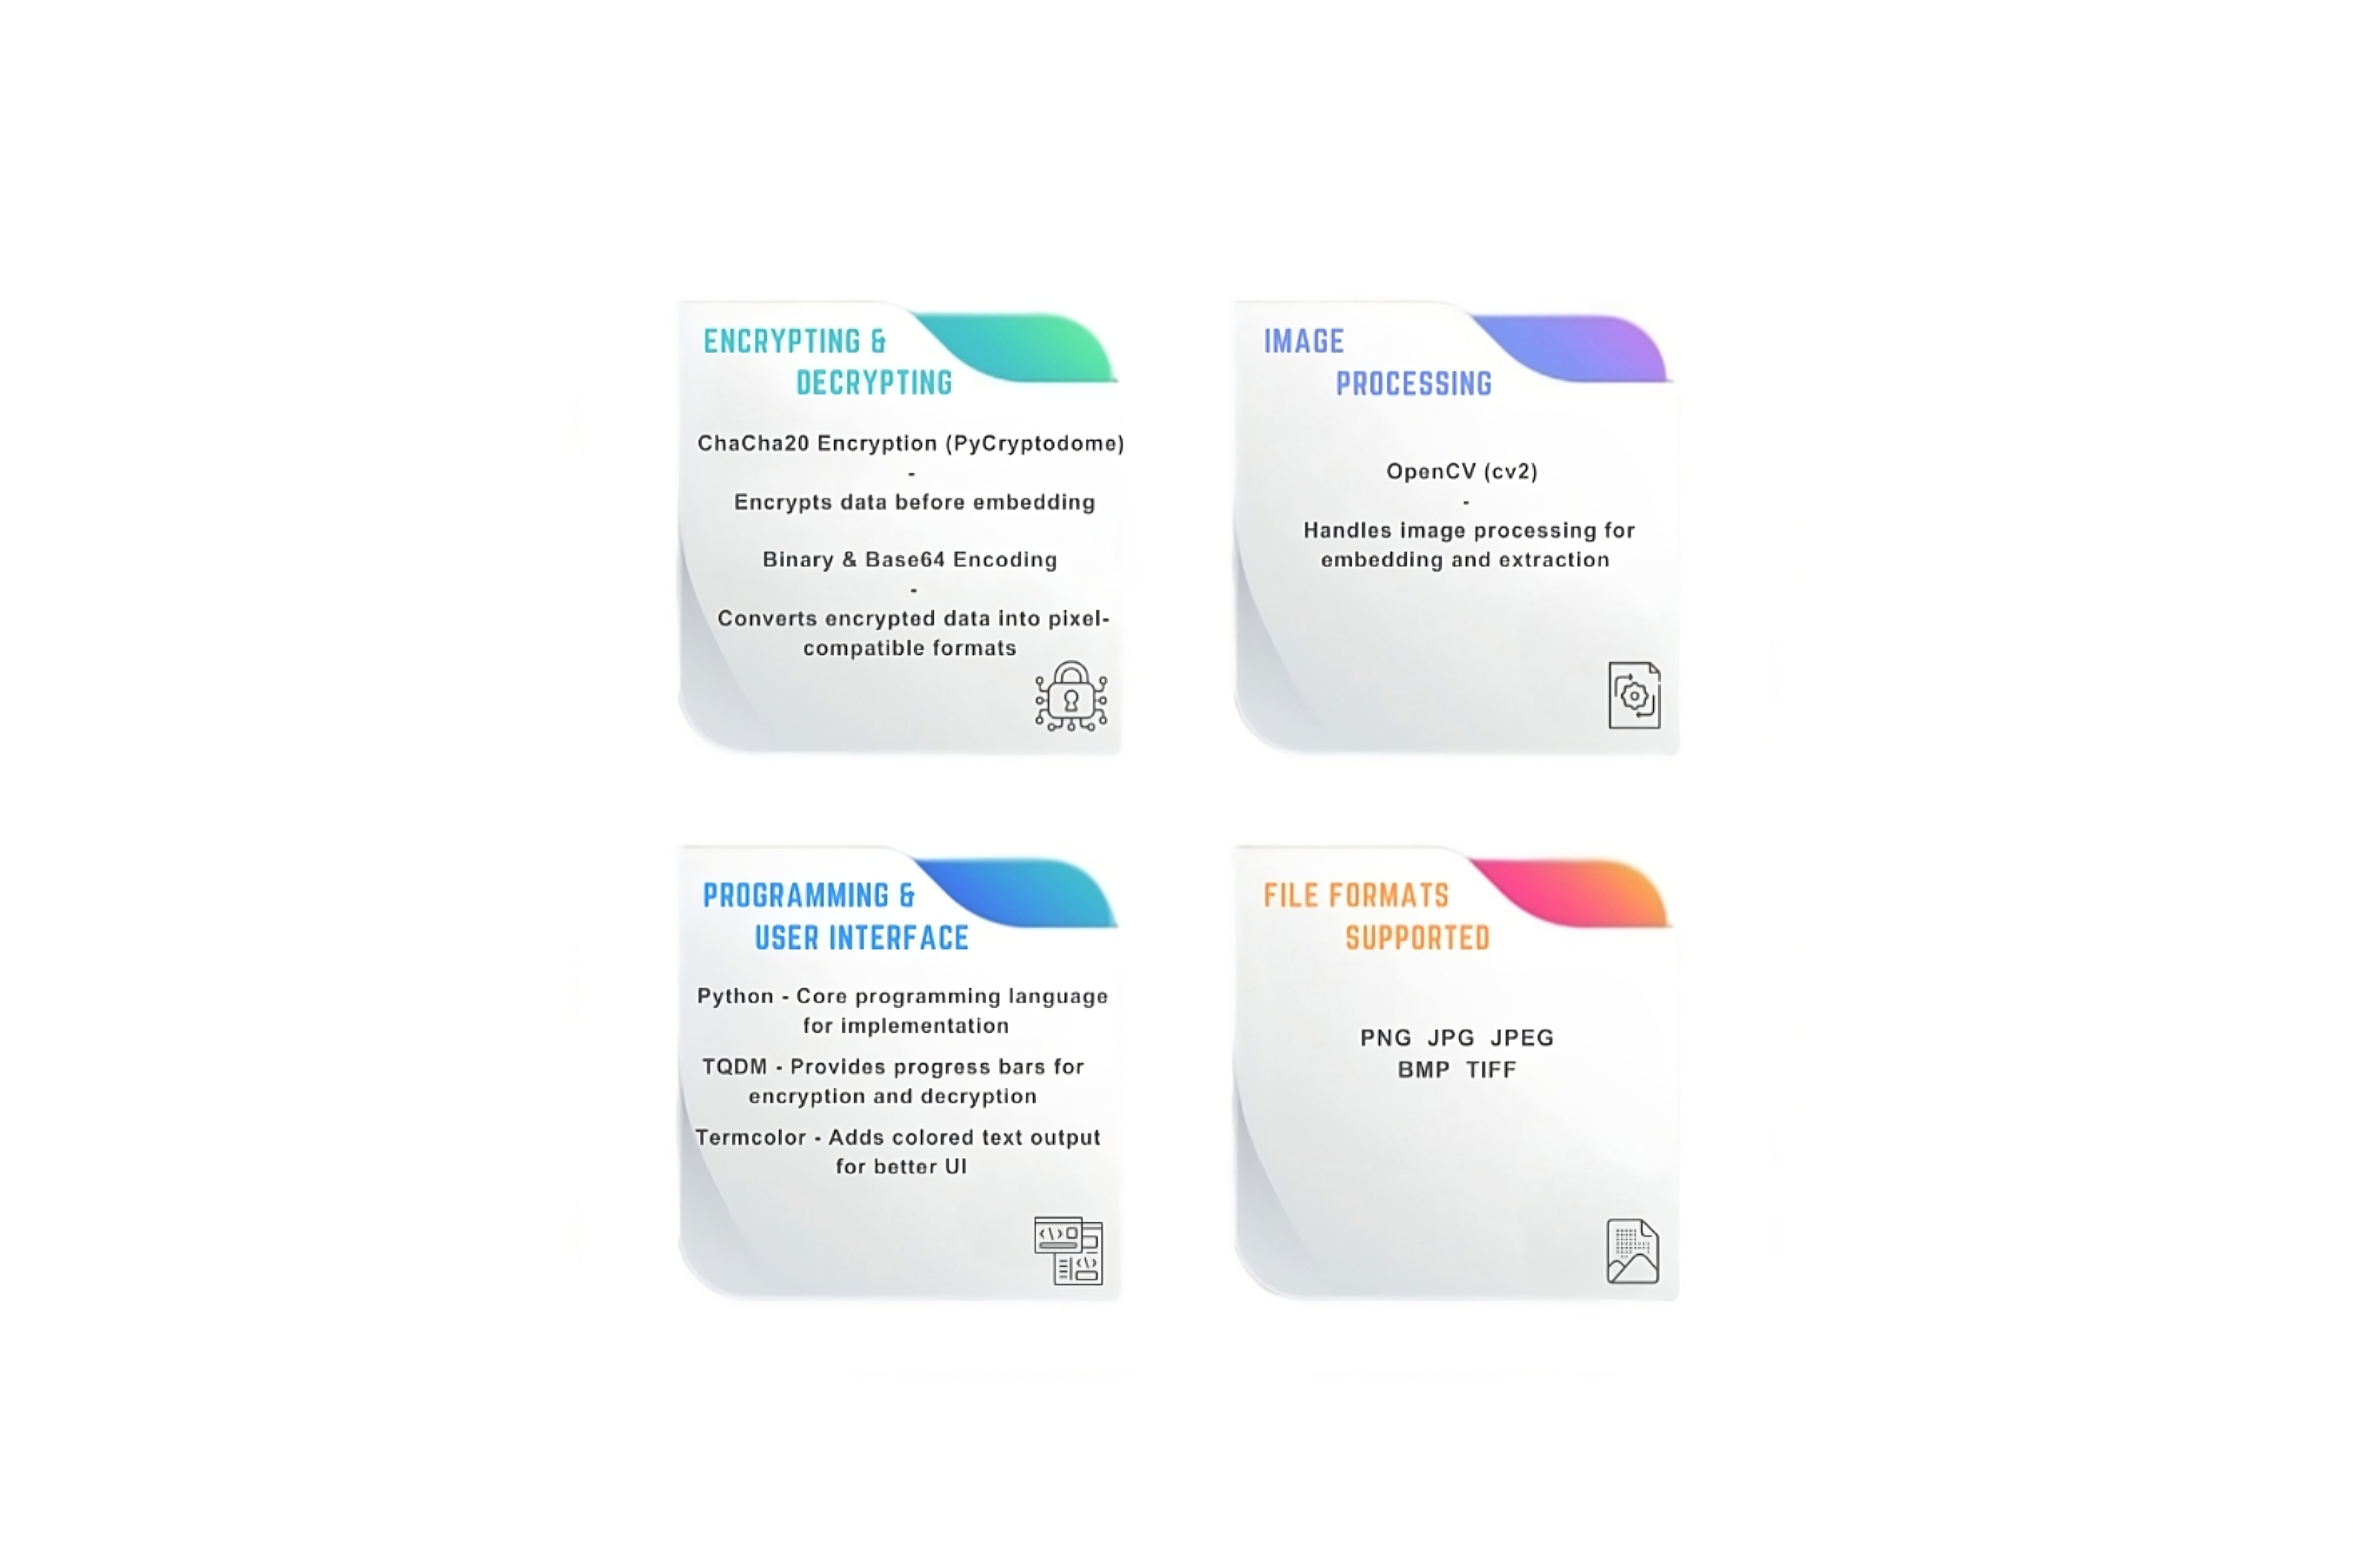 ENCRYPTING &
DECRYPTING
ChaCha20 Encryption (PyCryptodome)
-
Encrypts data before embedding
Binary & Base64 Encoding
-
Converts encrypted data into pixel-
compatible formats
IMAGE
PROCESSING
OpenCV (cv2)
-
Handles image processing for
embedding and extraction
PROGRAMMING &
USER INTERFACE
Python - Core programming language
for implementation
TQDM - Provides progress bars for
encryption and decryption
Termcolor - Adds colored text output
for better UI
FILE FORMATS
SUPPORTED
PNG JPG JPEG
BMP TIFF